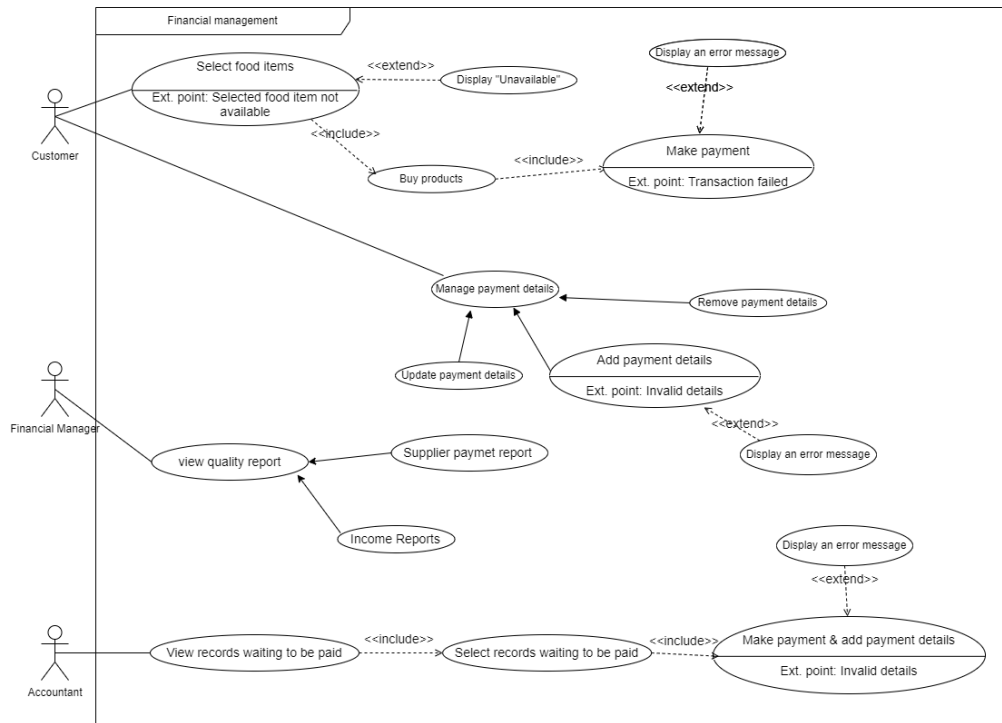 Financial management
Display an error message
Select food items
<<extend>>
Display "Unavailable"
<<extend>>
Ext. point: Selected food item not
available
<<include>>
Customer
Buy products
<<include>>
Make payment
Ext. point: Transaction failed
Manage payment details
Remove payment details
Update payment details
Add payment details
Ext. point: Invalid details
<<extend>>
Display an error message
Financial Manager
view quality report
Supplier paymet report
Income Reports
Display an error message
<<extend>>
Accountant
View records waiting to be paid
<<include>>
Select records waiting to be paid
<<include>>
Make payment & add payment details
Ext. point: Invalid details